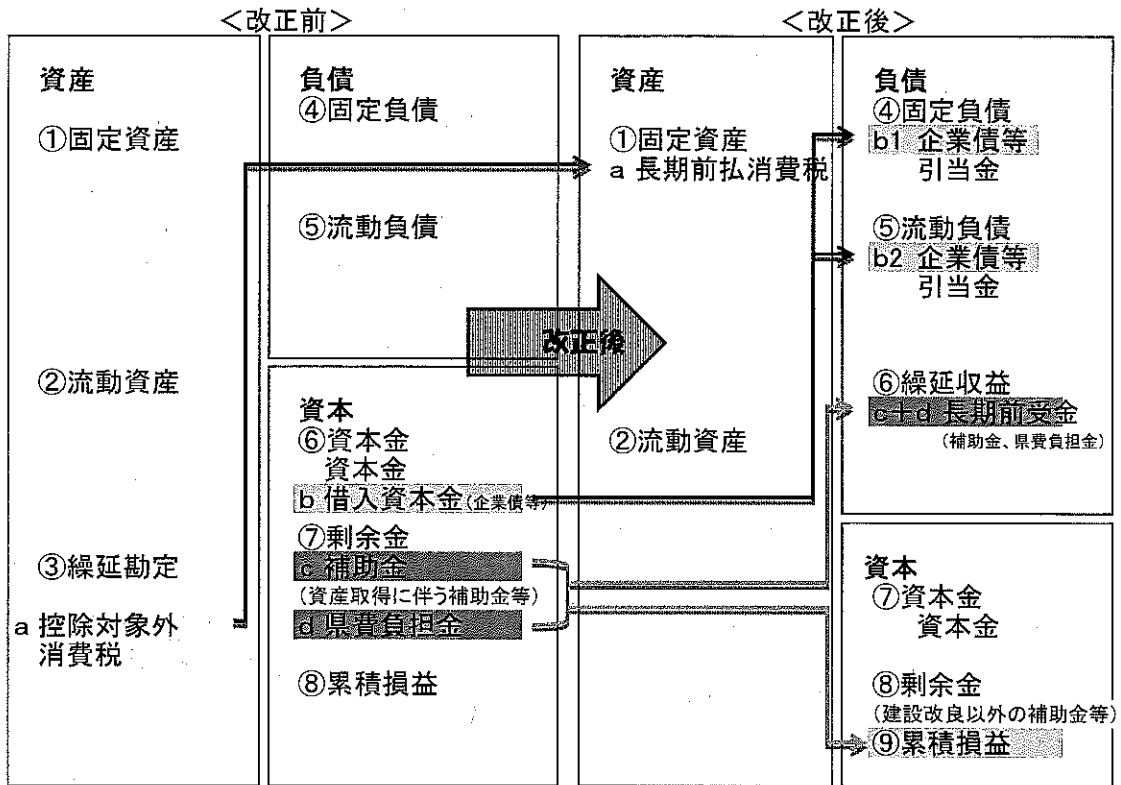 ＜改正前＞
資産
①固定資産
②流動資産
③繰延勘定
a 控除対象外
消費税
負債
④固定負債
⑤流動負債
資本
⑥資本金
資本金
b 借入資本金(企業債等)
⑦剰余金
c 補助金
(資産取得に伴う補助金等)
d 県費負担金
⑧累積損益
改正後
＜改正後＞
資産
①固定資産
a 長期前払消費税
②流動資産
負債
④固定負債
b1 企業債等
引当金
⑤流動負債
b2 企業債等
引当金
⑥繰延収益
c＋d 長期前受金
(補助金、県費負担金)
資本
⑦資本金
資本金
⑧剰余金
(建設改良以外の補助金等)
⑨累積損益